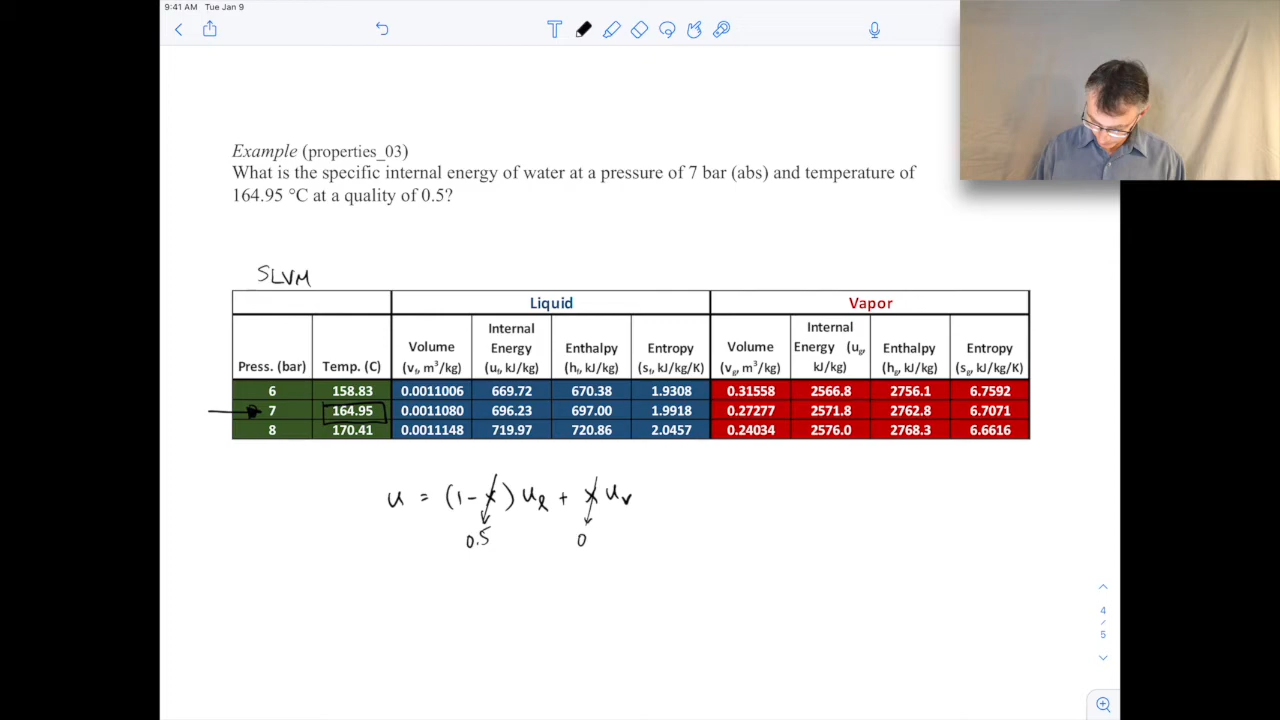 9:41 AM Tue Jan 9
Example (properties_03)
What is the specific internal energy of water at a pressure of 7 bar (abs) and temperature of
164.95 °C at a quality of 0.5?
SLVM
Liquid Vapor
Press. (bar) Temp. (C) Volume (vf, m³/kg) Internal Energy (uf, kJ/kg) Enthalpy (hf, kJ/kg) Entropy (sf, kJ/kg/K) Volume (vg, m³/kg) Internal Energy (ug, kJ/kg) Enthalpy (hg, kJ/kg) Entropy (sg, kJ/kg/K)
6 158.83 0.0011006 669.72 670.38 1.9308 0.31558 2566.8 2756.1 6.7592
7 164.95 0.0011080 696.23 697.00 1.9918 0.27277 2571.8 2762.8 6.7071
8 170.41 0.0011148 719.97 720.86 2.0457 0.24034 2576.0 2768.3 6.6616
u = (1-x)uℓ + x uv
0.5 0
4
/
5